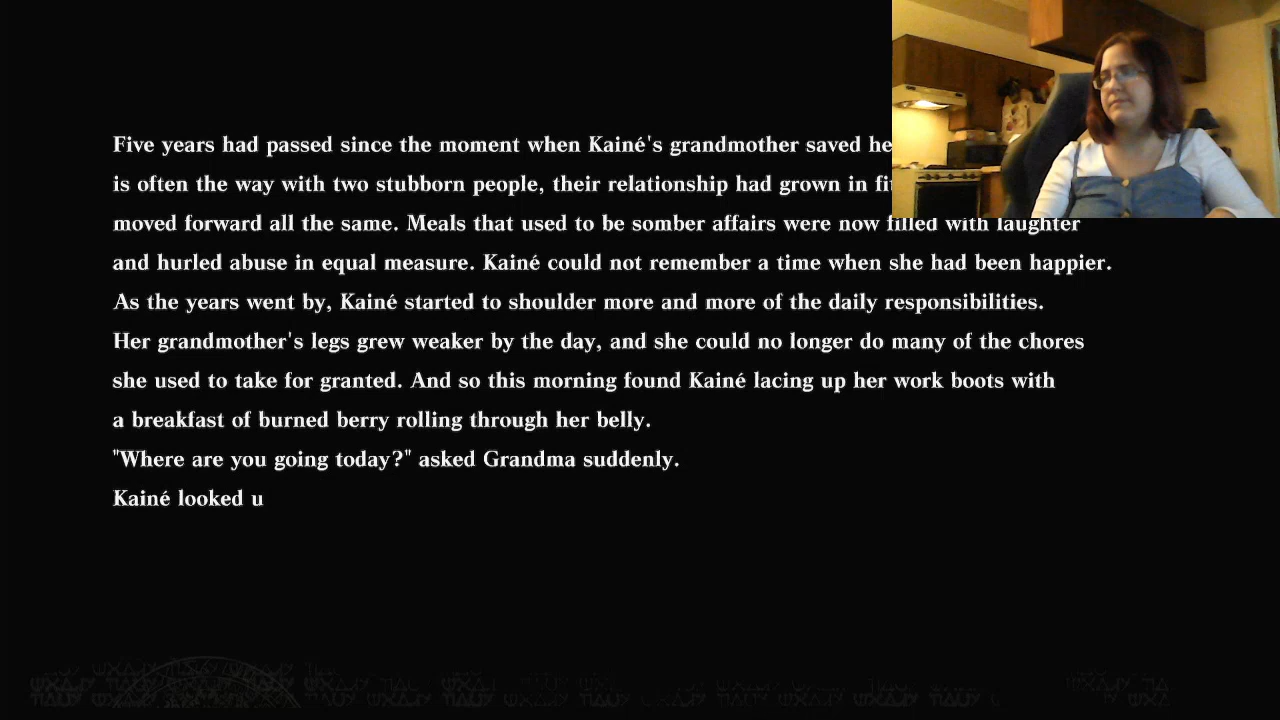 Five years had passed since the moment when Kainé's grandmother saved
is often the way with two stubborn people, their relationship had grown in
moved forward all the same. Meals that used to be somber affairs were now filled with laughter
and hurled abuse in equal measure. Kainé could not remember a time when she had been happier.
As the years went by, Kainé started to shoulder more and more of the daily responsibilities.
Her grandmother's legs grew weaker by the day, and she could no longer do many of the chores
she used to take for granted. And so this morning found Kainé lacing up her work boots with
a breakfast of burned berry rolling through her belly.
"Where are you going today?" asked Grandma suddenly.
Kainé looked u